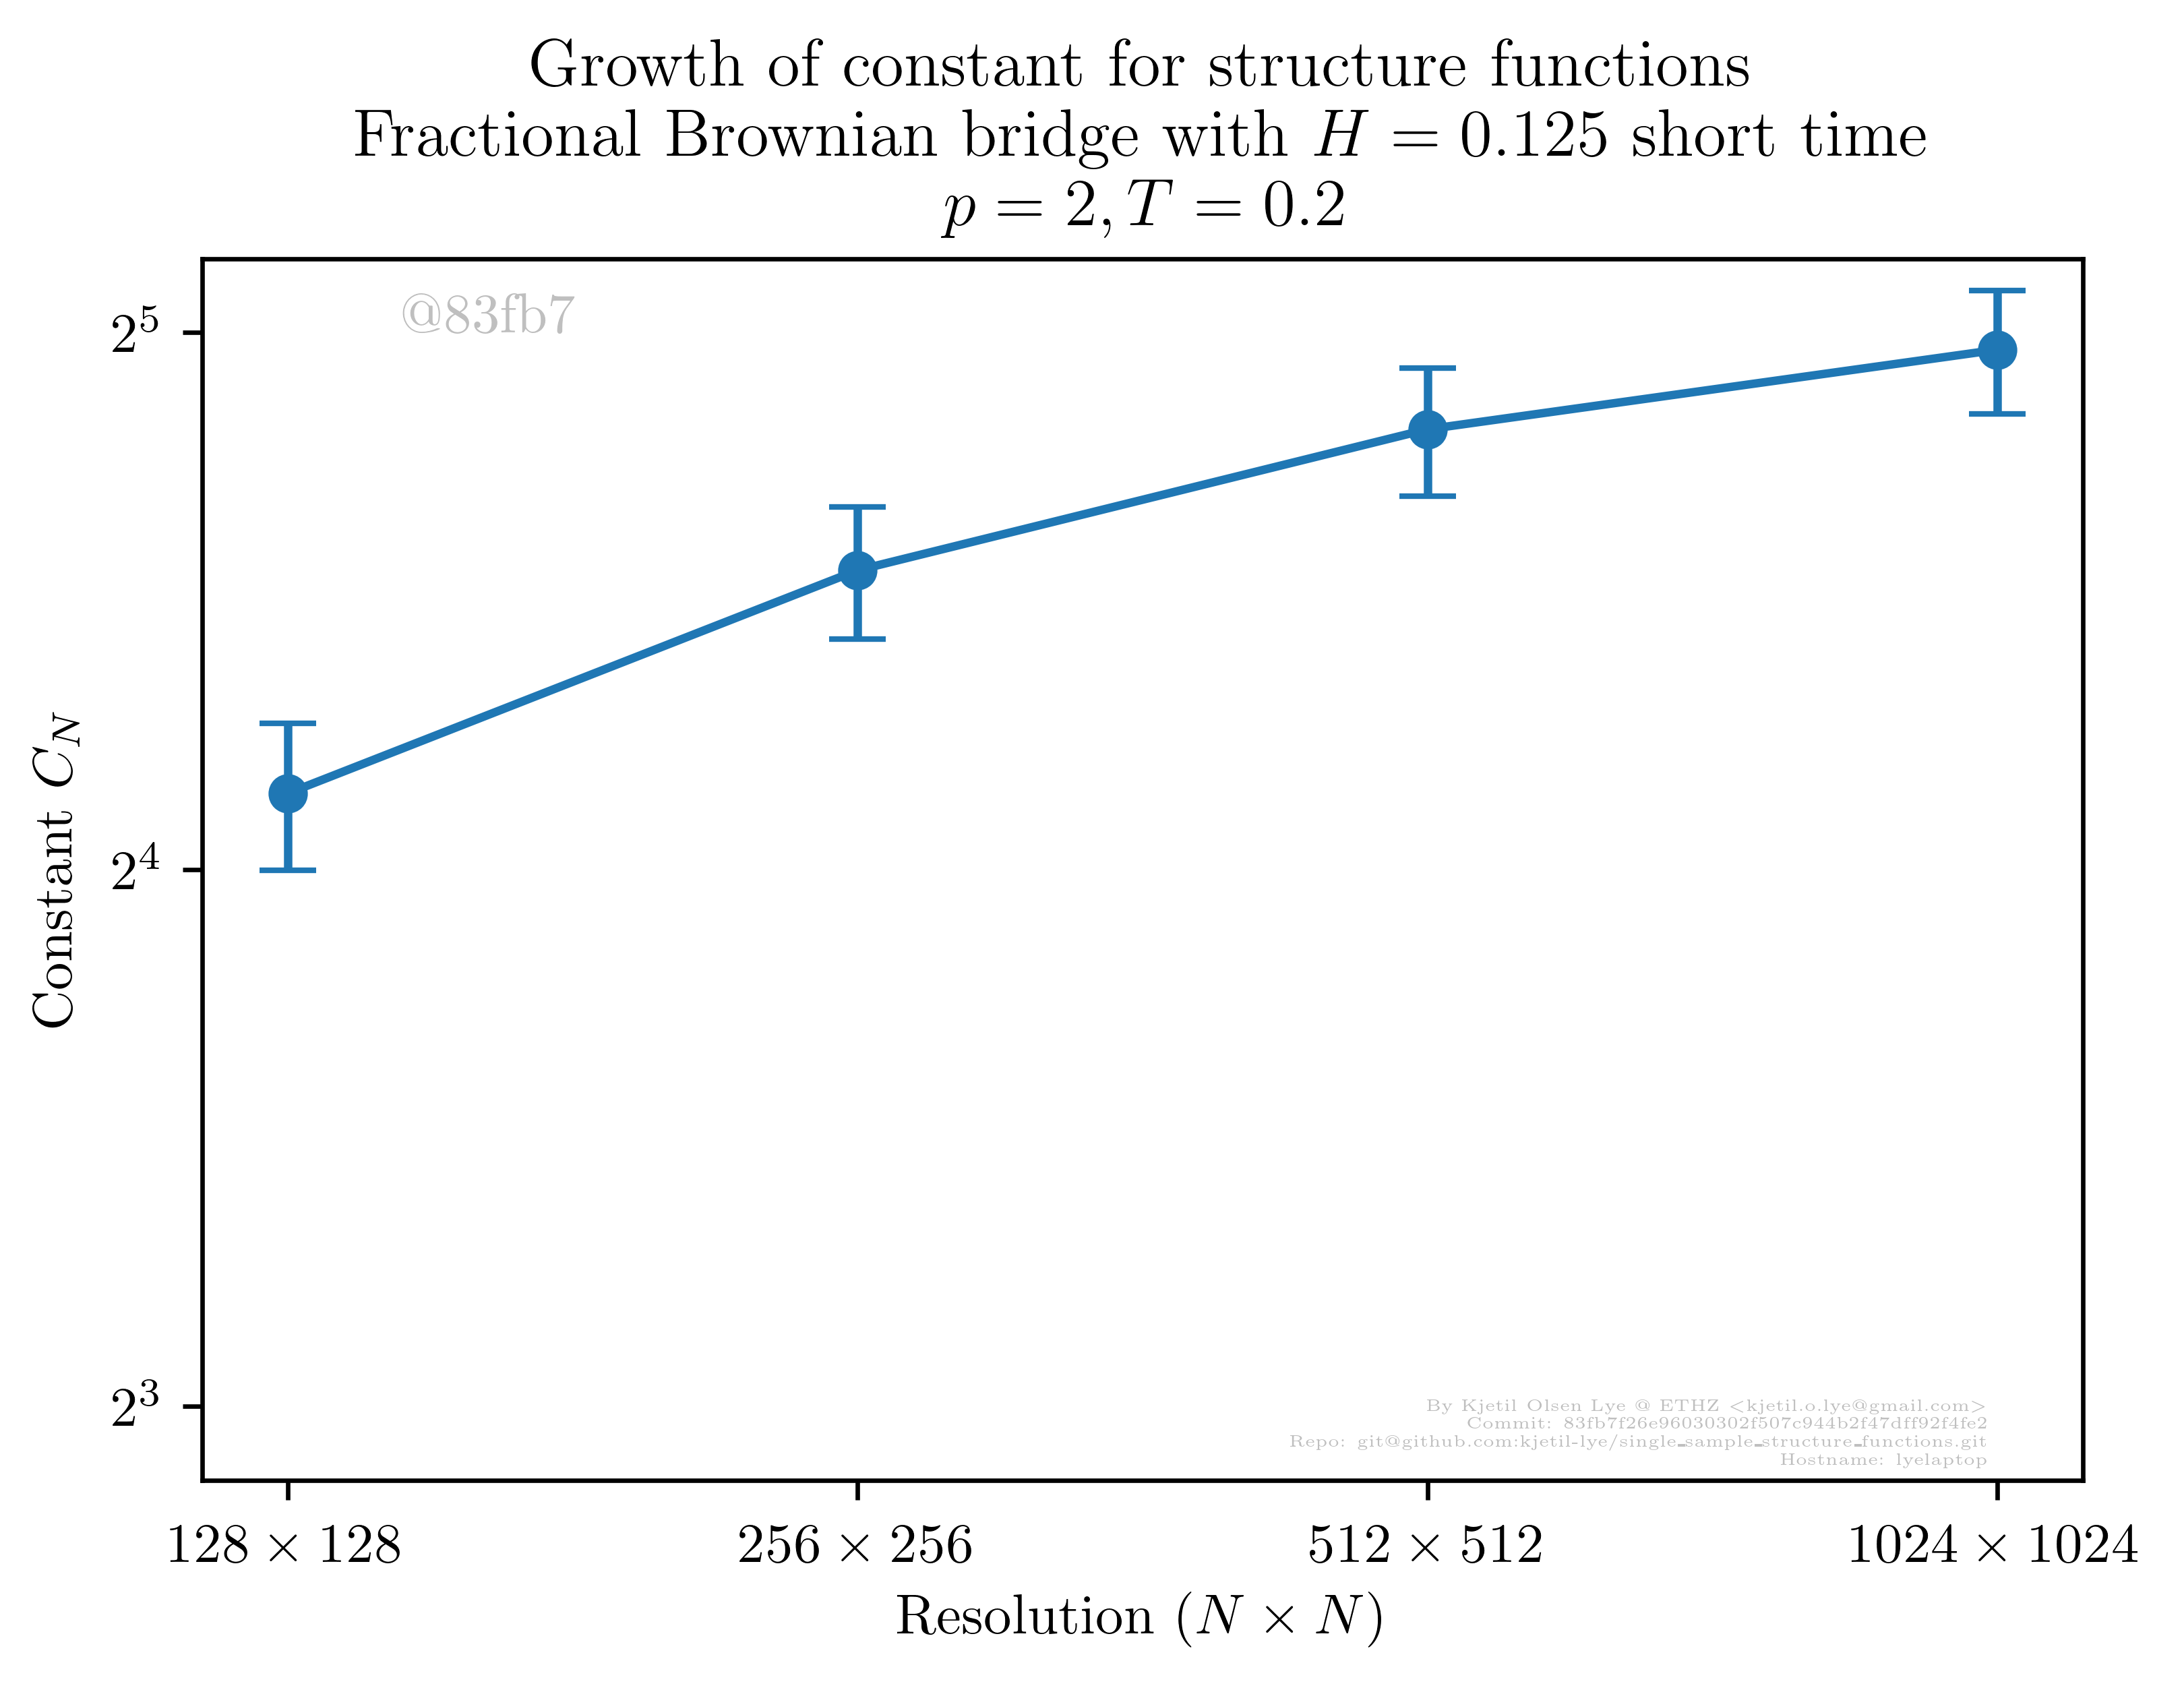 Growth of constant for structure functions
Fractional Brownian bridge with H = 0.125 short time
p = 2, T = 0.2
@83fb7
2^5
2^4
2^3
Constant C_N
By Kjetil Olsen Lye @ ETHZ <kjetil.o.lye@gmail.com>
Commit: 83fb7f26e96030302f507c944b2f47dff92f4fe2
Repo: git@github.com:kjetil-lye/single_sample_structure_functions.git
Hostname: lyelaptop
128 × 128
256 × 256
512 × 512
1024 × 1024
Resolution (N × N)